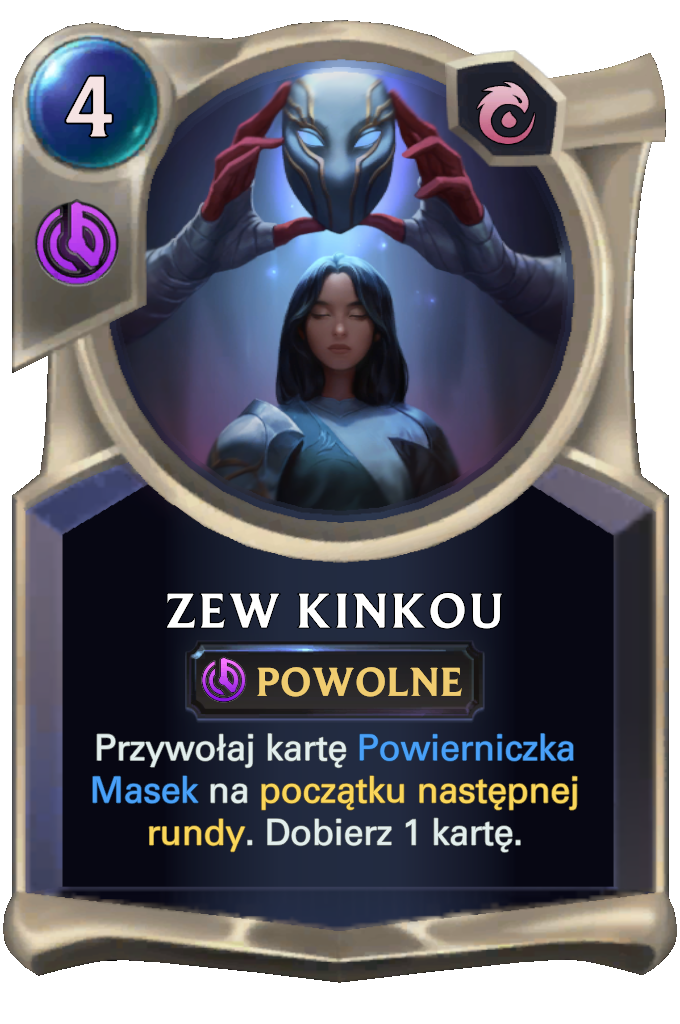 4
ZEW KINKOU
POWOLNE
Przywołaj kartę Powierniczka
Masek na początku następnej
rundy. Dobierz 1 kartę.